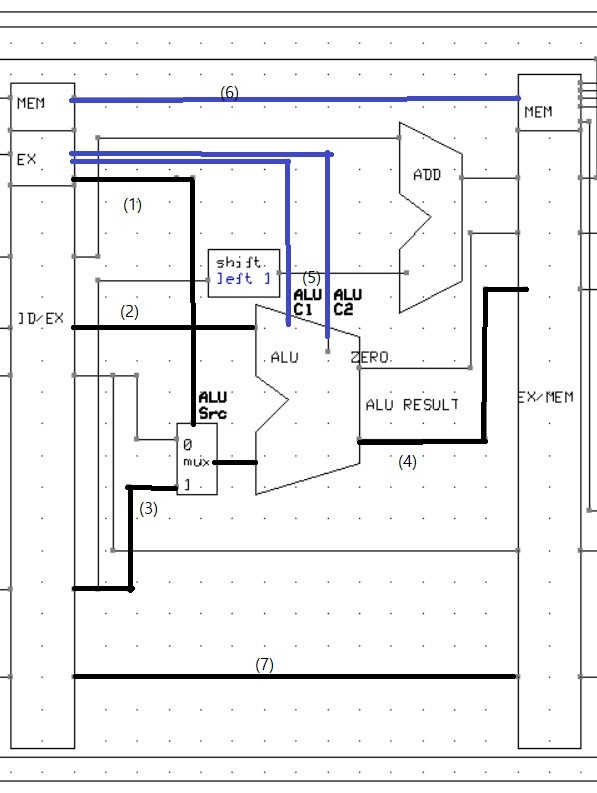 (6)
MEM
MEM
EX
ADD
(1)
shift
left 1
(5)
ALU
C1
ALU
C2
(2)
ID/EX
ALU
ZERO
ALU
Src
ALU RESULT
EX/MEM
0
mux
1
(4)
(3)
(7)